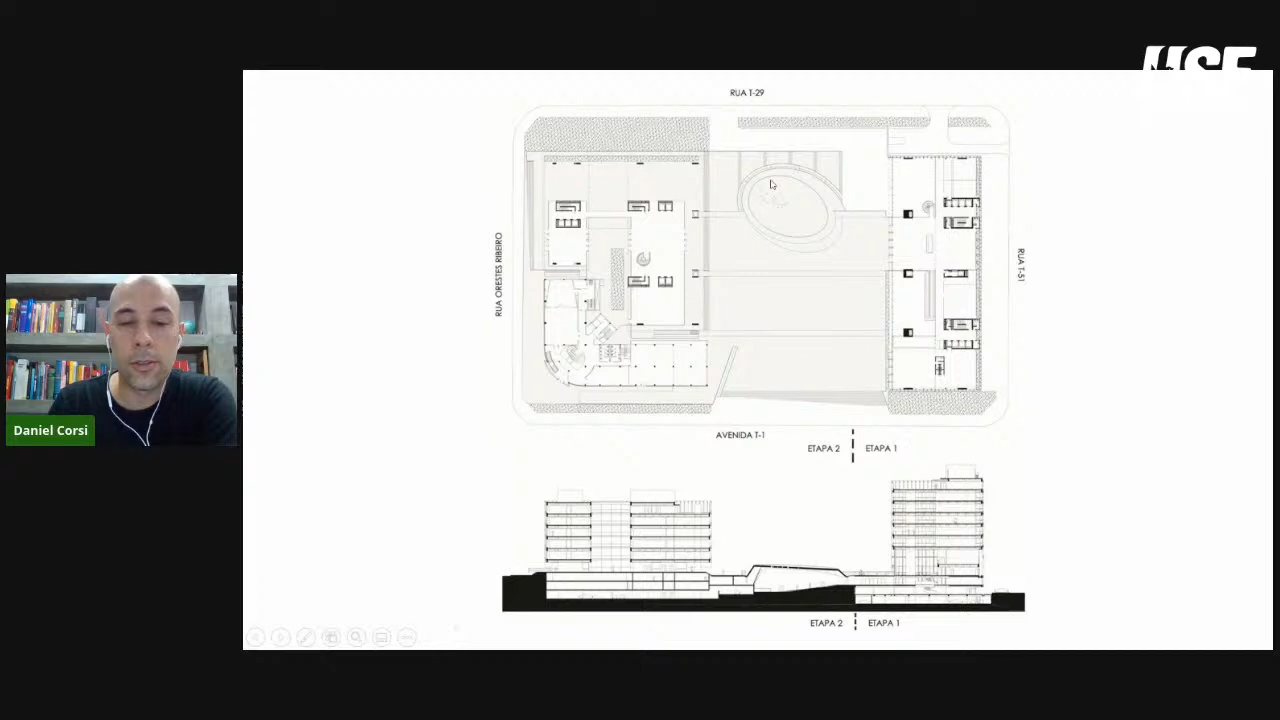 USF
RUA T-29
RUA ORESTES RIBEIRO
RUA T-51
AVENIDA T-1
ETAPA 2
ETAPA 1
Daniel Corsi
ETAPA 2
ETAPA 1